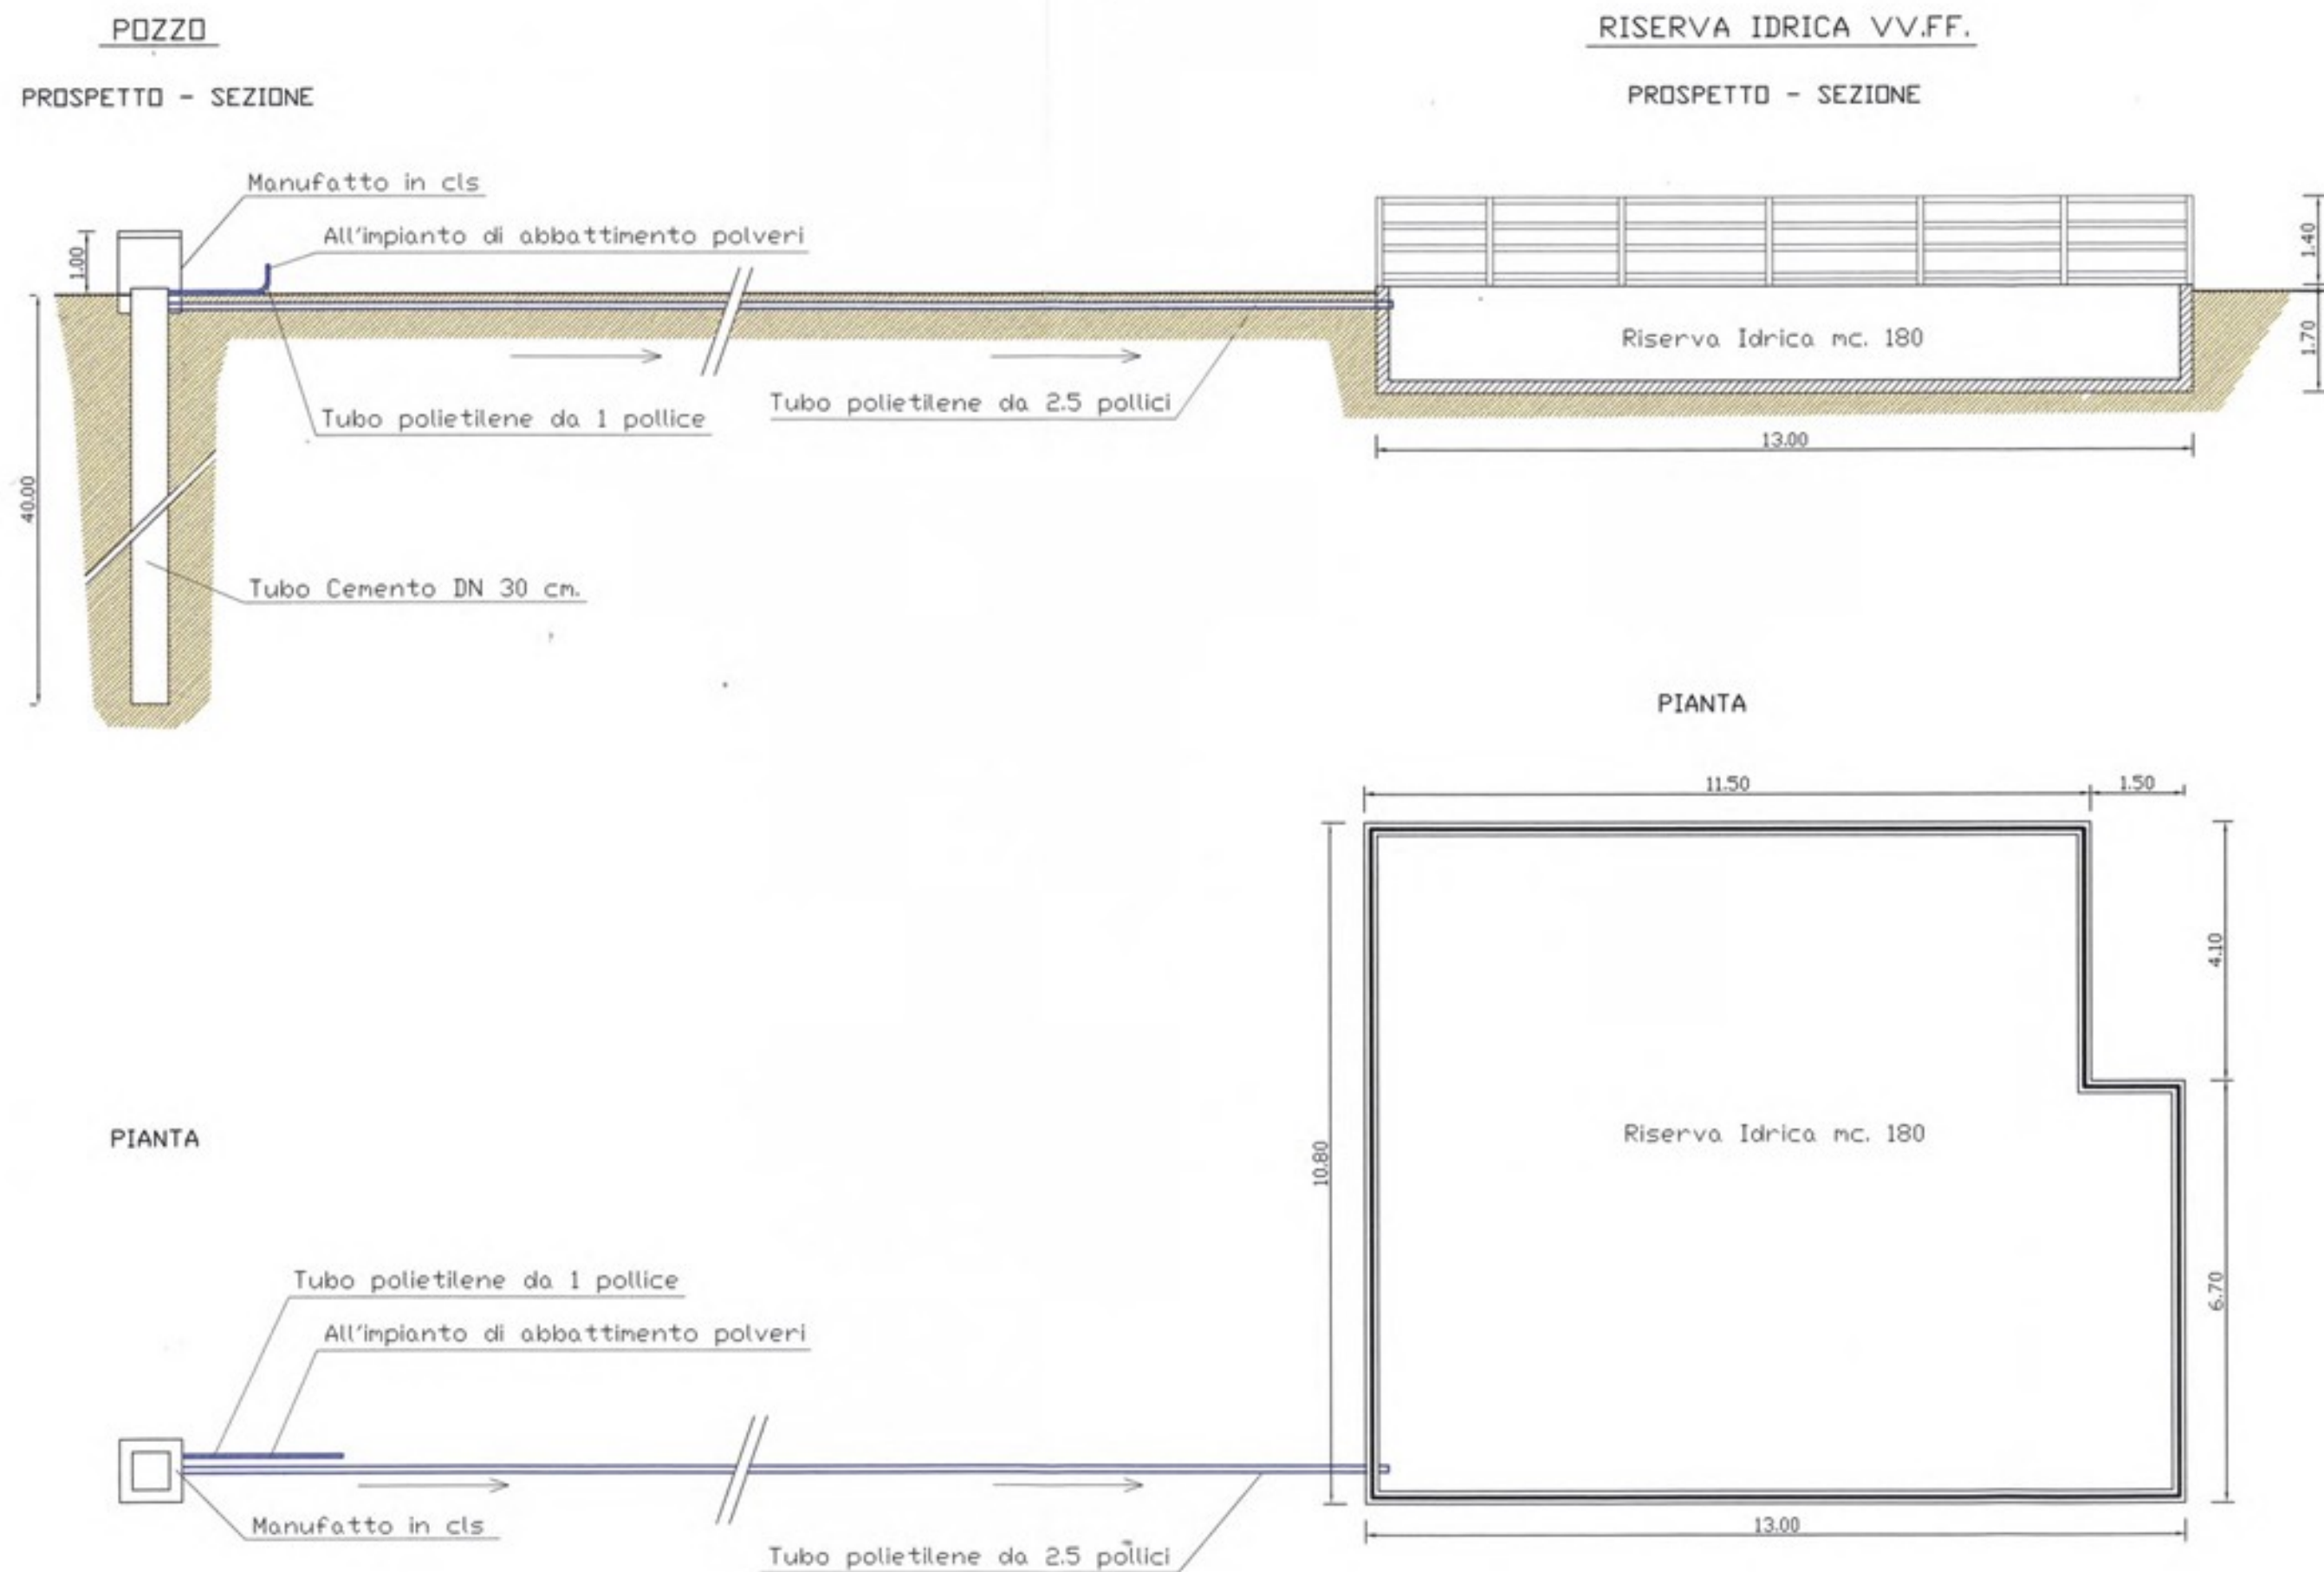 POZZO
PROSPETTO - SEZIONE
RISERVA IDRICA VV.FF.
PROSPETTO - SEZIONE
Manufatto in cls
All'impianto di abbattimento polveri
1.00
1.40
Riserva Idrica mc. 180
1.70
Tubo polietilene da 2.5 pollici
Tubo polietilene da 1 pollice
13.00
40.00
Tubo Cemento DN 30 cm.
PIANTA
11.50
1.50
4.10
Riserva Idrica mc. 180
10.80
6.70
13.00
PIANTA
Tubo polietilene da 1 pollice
All'impianto di abbattimento polveri
Manufatto in cls
Tubo polietilene da 2.5 pollici